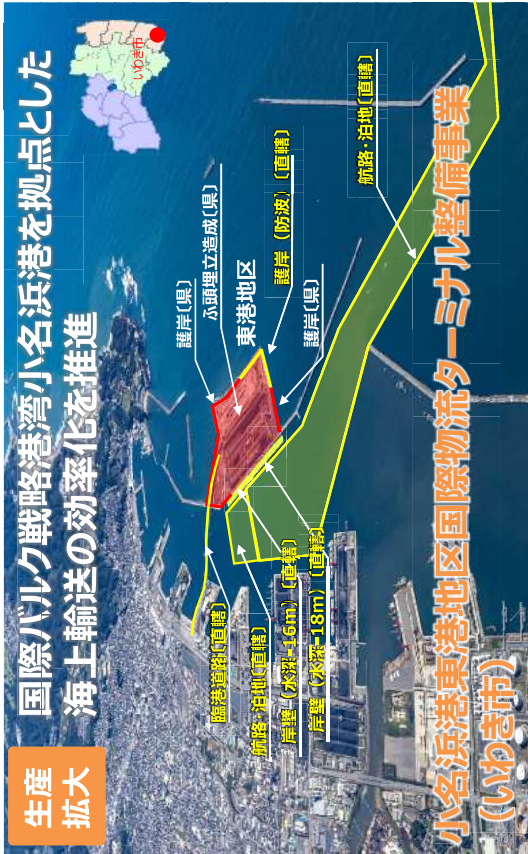 生産
拡大
国際バルク戦略港湾小名浜港を拠点とした
海上輸送の効率化を推進
いわき市
護岸〔県〕
ふ頭埋立造成〔県〕
東港地区
護岸（防波）〔直轄〕
護岸〔県〕
航路・泊地〔直轄〕
臨港道路〔直轄〕
航路・泊地〔直轄〕
岸壁（水深-16m）〔直轄〕
岸壁（水深-18m）〔直轄〕
小名浜港東港地区国際物流ターミナル整備事業
（いわき市）